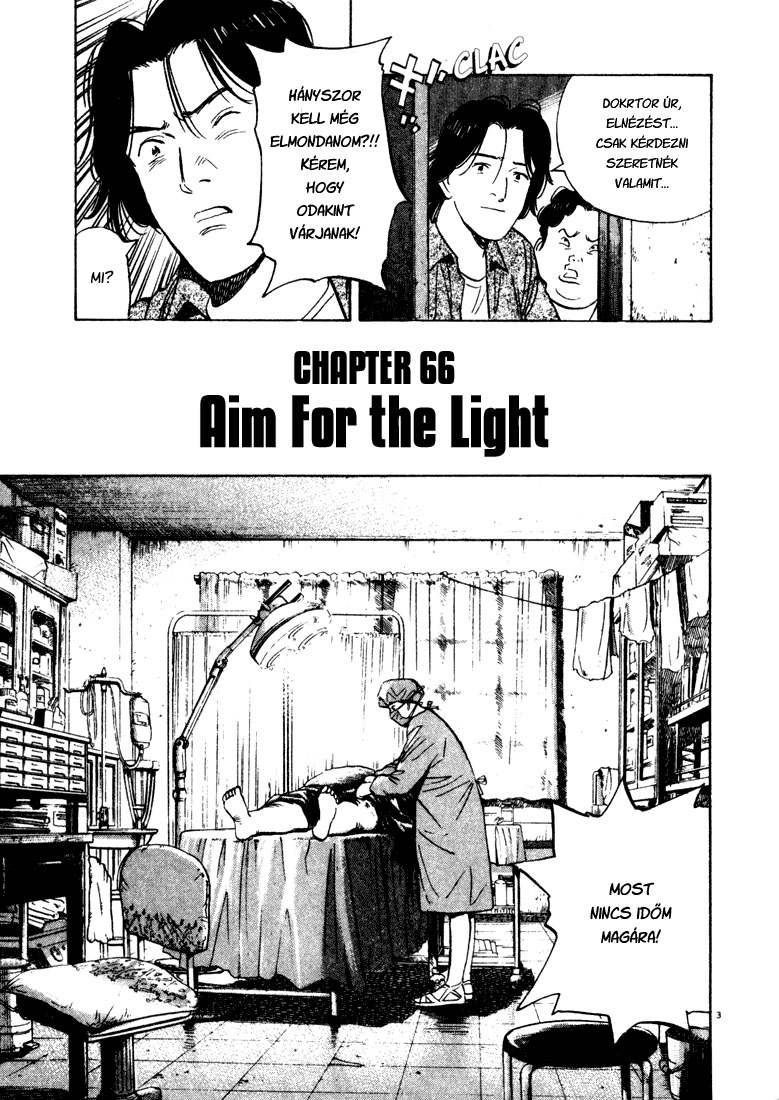 CLAC
DOKRTOR ÚR,
ELNÉZÉST...
CSAK KÉRDEZNI
SZERETNÉK
VALAMIT...
HÁNYSZOR
KELL MÉG
ELMONDANOM?!!
KÉREM,
HOGY
ODAKINT
VÁRJANAK!
MI?
CHAPTER 66
Aim For the Light
MOST
NINCS IDŐM
MAGÁRA!
3